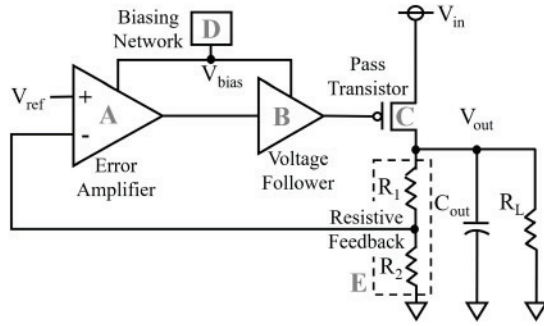 Biasing
Network
D
V_in
Pass
Transistor
V_ref
+
-
A
V_bias
B
C
V_out
Error
Amplifier
Voltage
Follower
R_1
C_out
R_L
Resistive
Feedback
R_2
E